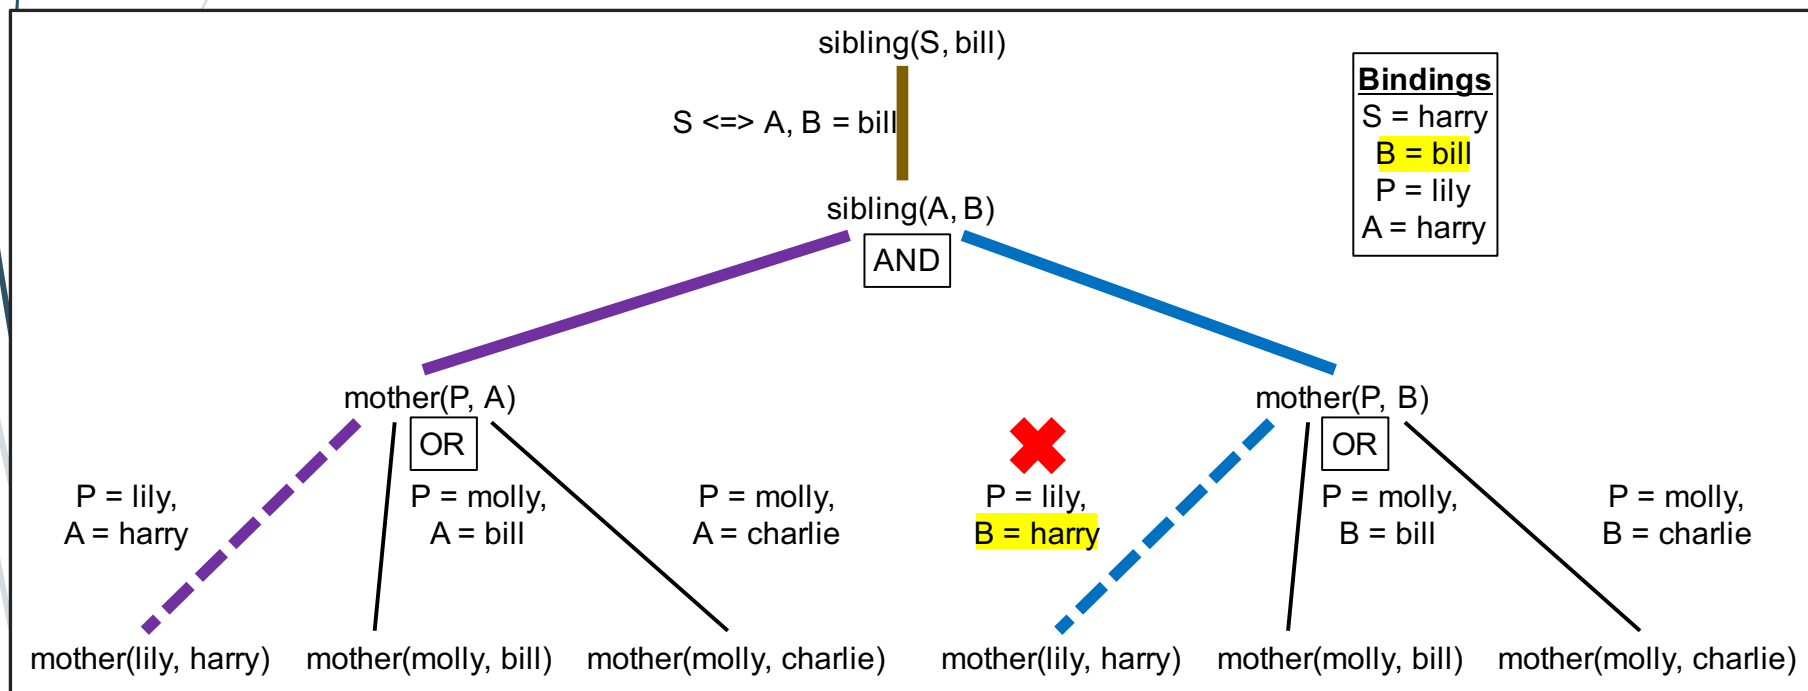 sibling(S, bill)
S <=> A, B = bill
Bindings
S = harry
B = bill
P = lily
A = harry
sibling(A, B)
AND
mother(P, A)
OR
mother(P, B)
OR
P = lily,
A = harry
P = molly,
A = bill
P = molly,
A = charlie
P = lily,
B = harry
P = molly,
B = bill
P = molly,
B = charlie
mother(lily, harry)
mother(molly, bill)
mother(molly, charlie)
mother(lily, harry)
mother(molly, bill)
mother(molly, charlie)